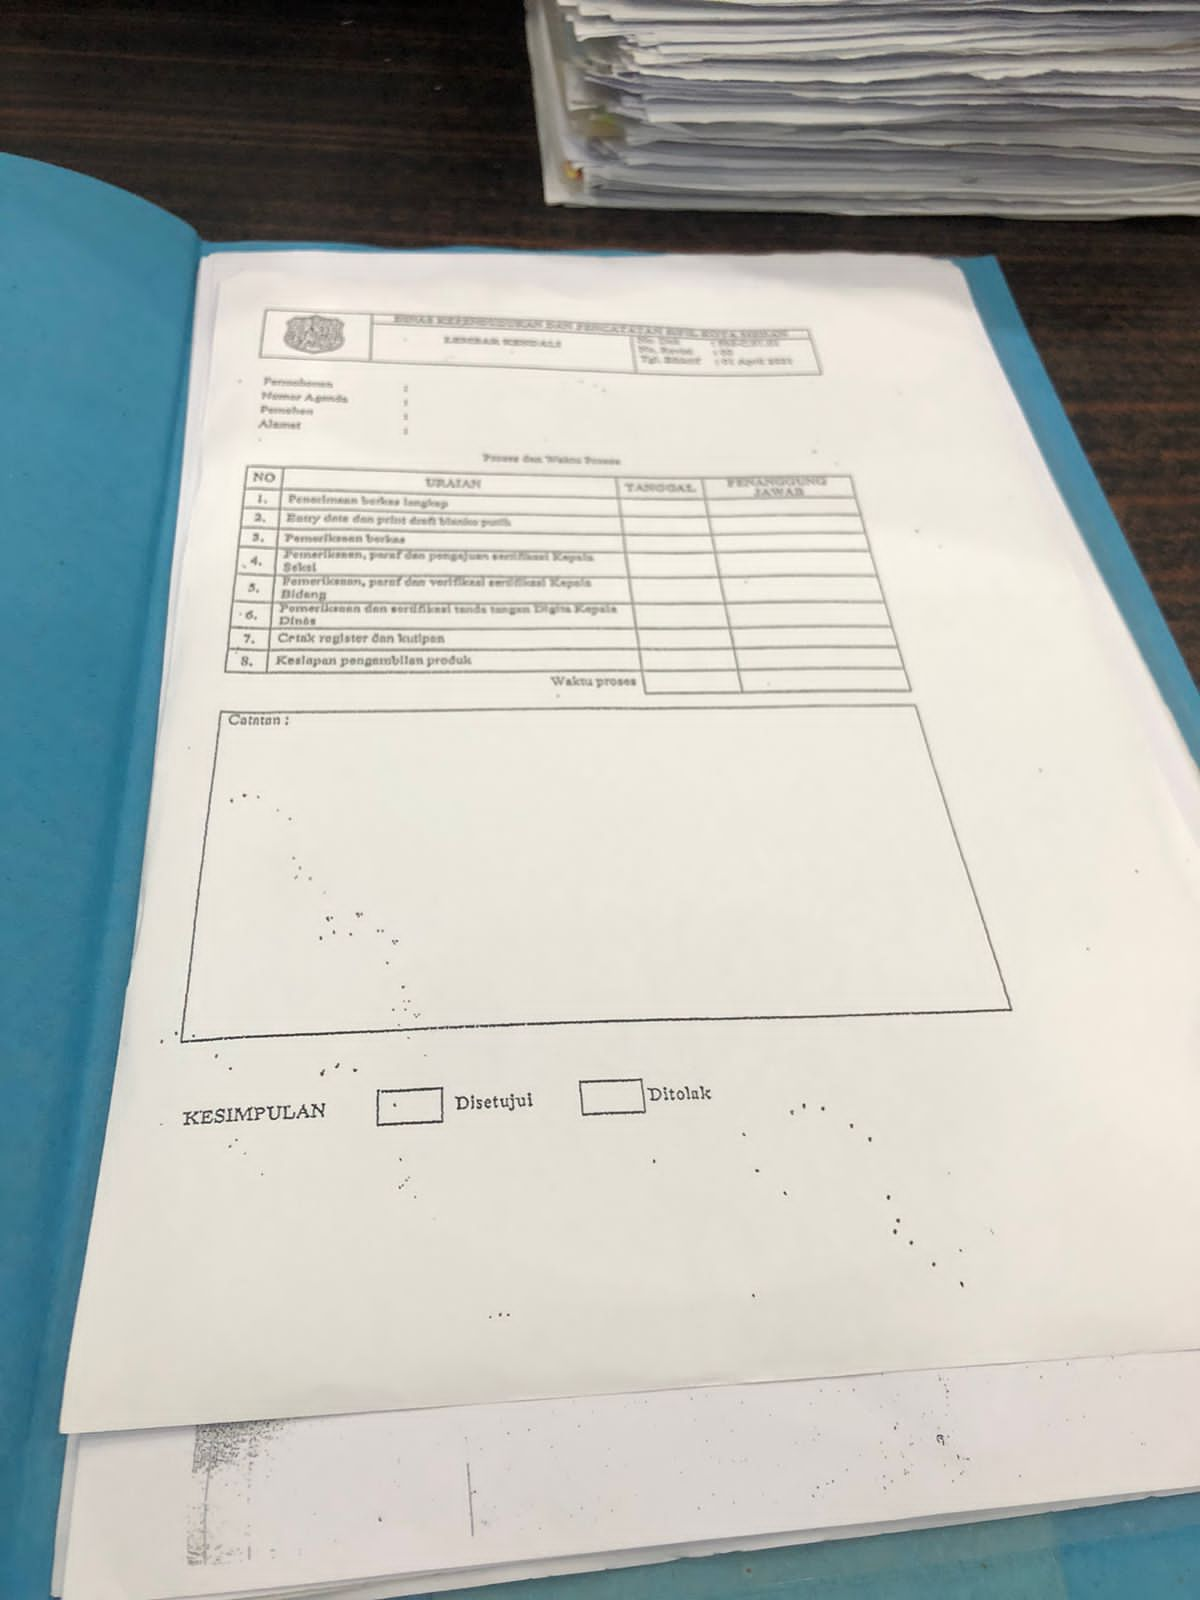 DINAS KEPENDUDUKAN DAN PENCATATAN SIPIL KOTA MEDAN
LEMBAR KENDALI
No. Dok :
No. Revisi : 00
Tgl. Efektif : 01 April 2021
Permohonan :
Nomor Agenda :
Pemohon :
Alamat :
Proses dan Waktu Proses
NO URAIAN TANGGAL PENANGGUNG JAWAB
1. Penerimaan berkas lengkap
2. Entry data dan print draft blanko putih
3. Pemeriksaan berkas
4. Pemeriksaan, paraf dan pengajuan sertifikasi Kepala
Seksi
5. Pemeriksaan, paraf dan verifikasi sertifikasi Kepala
Bidang
6. Pemeriksaan dan sertifikasi tanda tangan Digita Kepala
Dinas
7. Cetak register dan kutipan
8. Kesiapan pengambilan produk
Waktu proses
Catatan :
KESIMPULAN Disetujui Ditolak